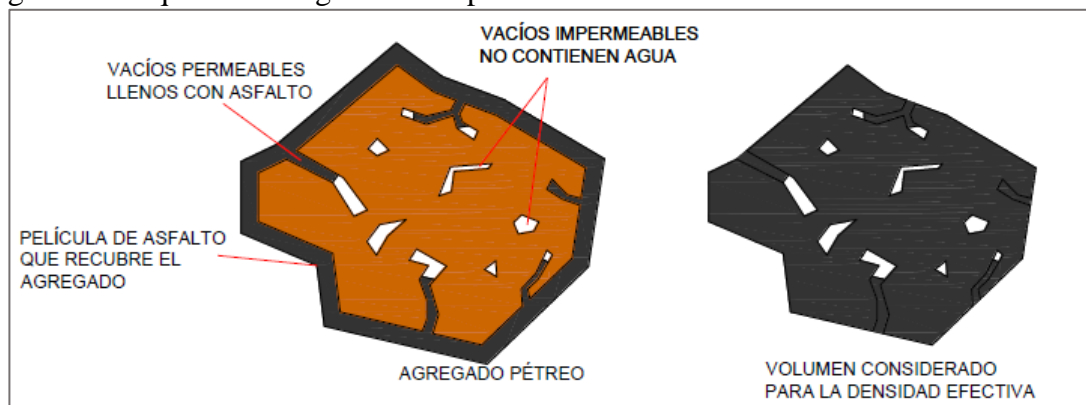 VACÍOS PERMEABLES
LLENOS CON ASFALTO
VACÍOS IMPERMEABLES
NO CONTIENEN AGUA
PELÍCULA DE ASFALTO
QUE RECUBRE EL
AGREGADO
AGREGADO PÉTREO
VOLUMEN CONSIDERADO
PARA LA DENSIDAD EFECTIVA